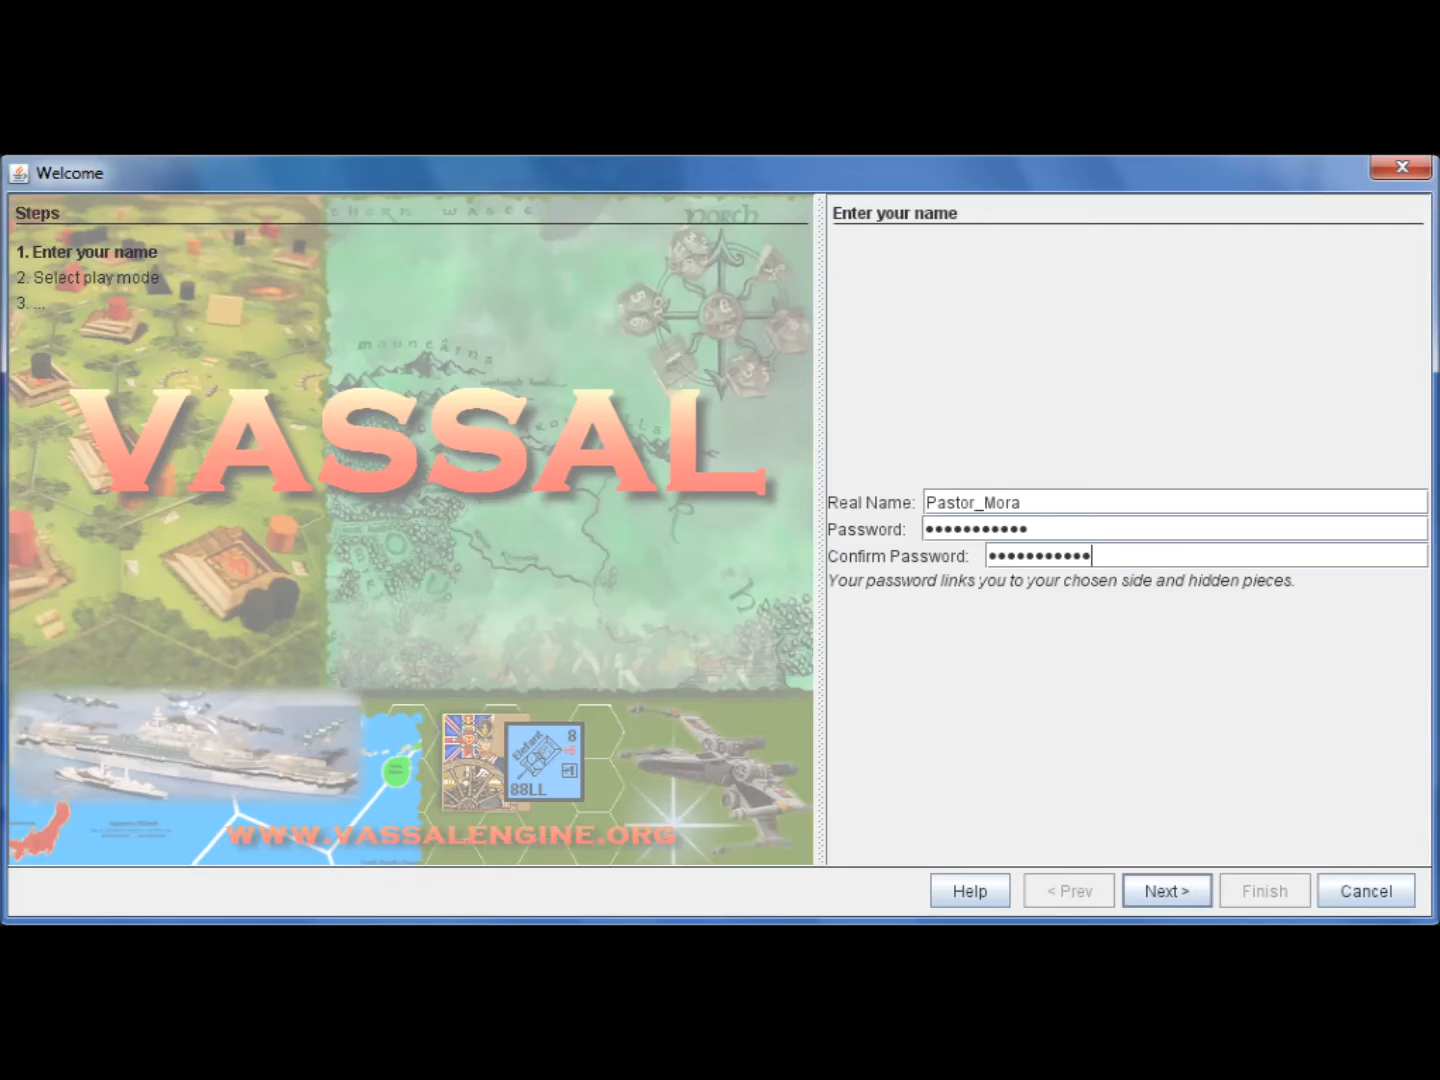 Welcome
Steps
1. Enter your name
2. Select play mode
3. ...
VASSAL
WWW.VASSALENGINE.ORG
Elefant
8
88LL
Enter your name
Real Name: Pastor_Mora
Password: ●●●●●●●●●●●
Confirm Password: ●●●●●●●●●●●
Your password links you to your chosen side and hidden pieces.
Help
< Prev
Next >
Finish
Cancel